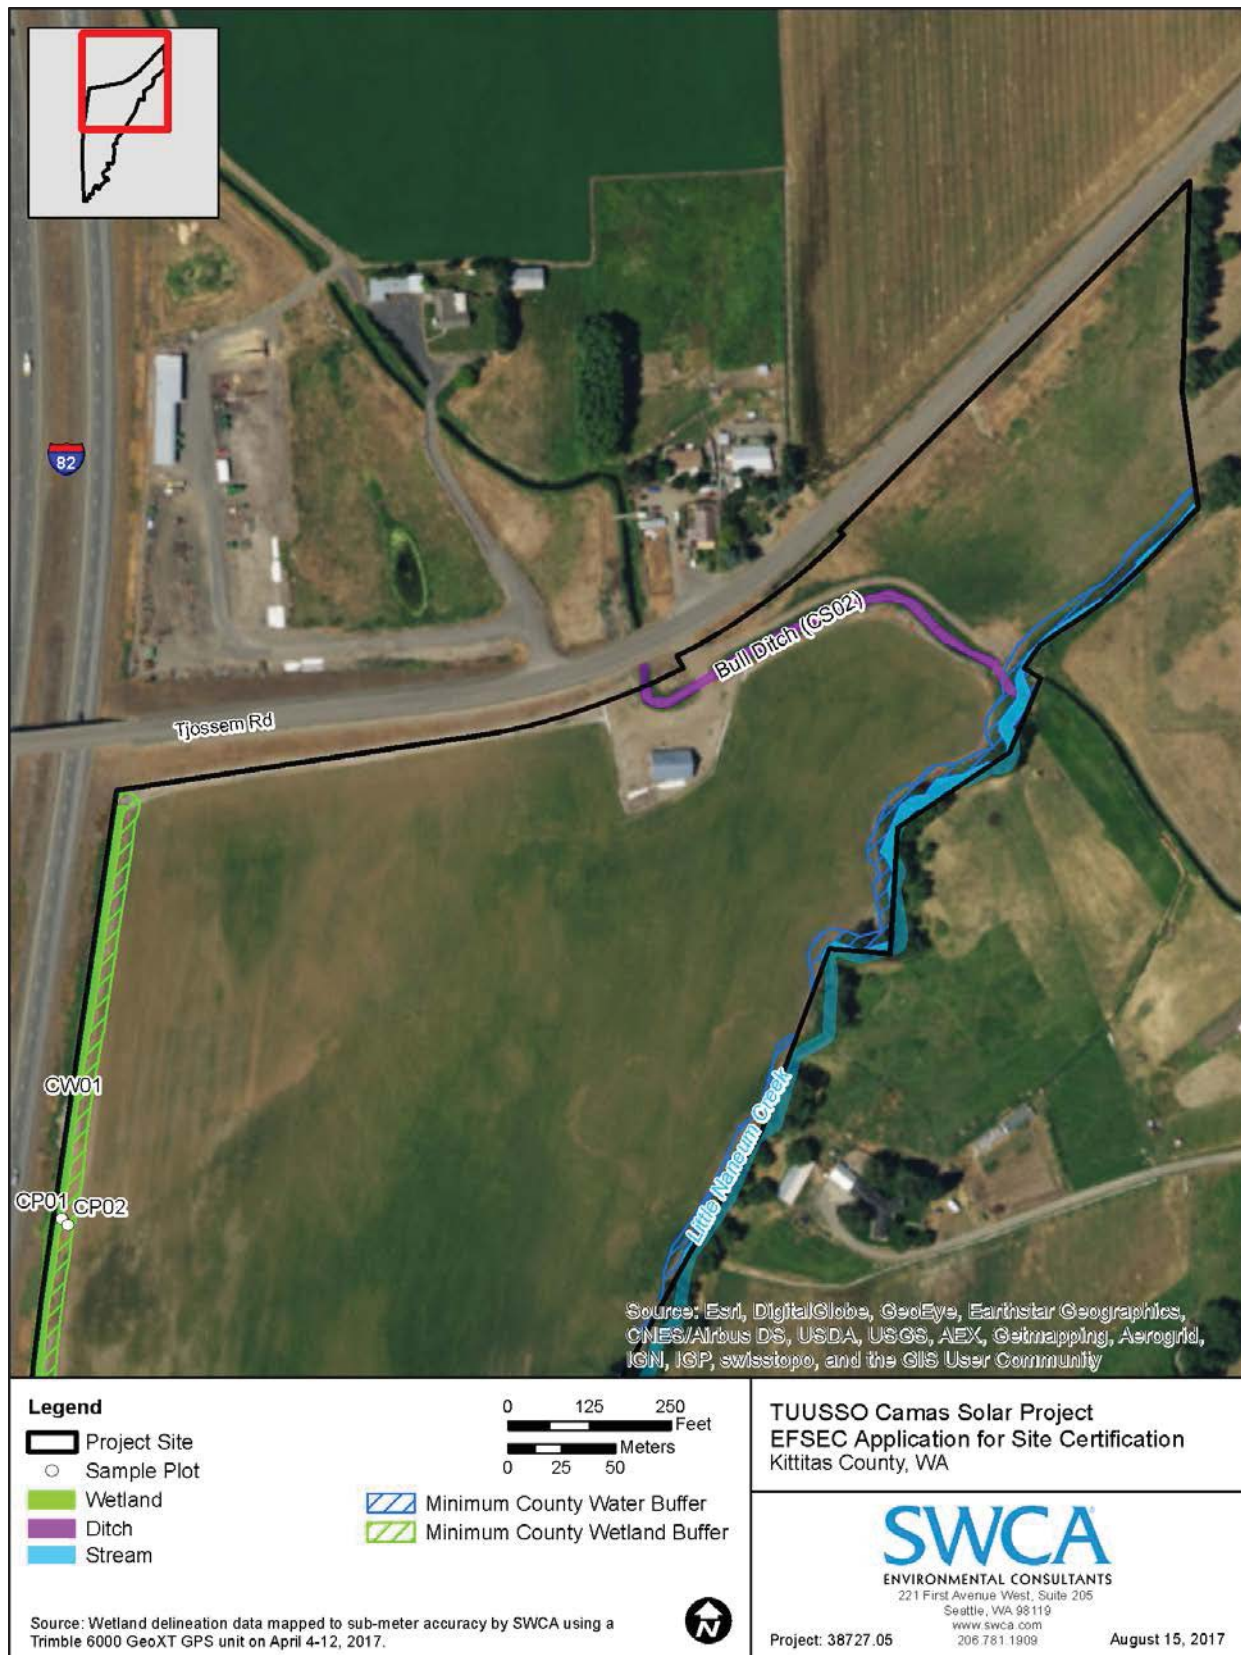 82
Bull Ditch (CS02)
Tjossem Rd
CW01
CP01
CP02
Little Naneum Creek
Source: Esri, DigitalGlobe, GeoEye, Earthstar Geographics,
CNES/Airbus DS, USDA, USGS, AEX, Getmapping, Aerogrid,
IGN, IGP, swisstopo, and the GIS User Community
Legend
Project Site
Sample Plot
Wetland
Ditch
Stream
0 125 250
Feet
Meters
0 25 50
Minimum County Water Buffer
Minimum County Wetland Buffer
Source: Wetland delineation data mapped to sub-meter accuracy by SWCA using a
Trimble 6000 GeoXT GPS unit on April 4-12, 2017.
N
TUUSSO Camas Solar Project
EFSEC Application for Site Certification
Kittitas County, WA
SWCA
ENVIRONMENTAL CONSULTANTS
221 First Avenue West, Suite 205
Seattle, WA 98119
www.swca.com
206.781.1909
Project: 38727.05
August 15, 2017